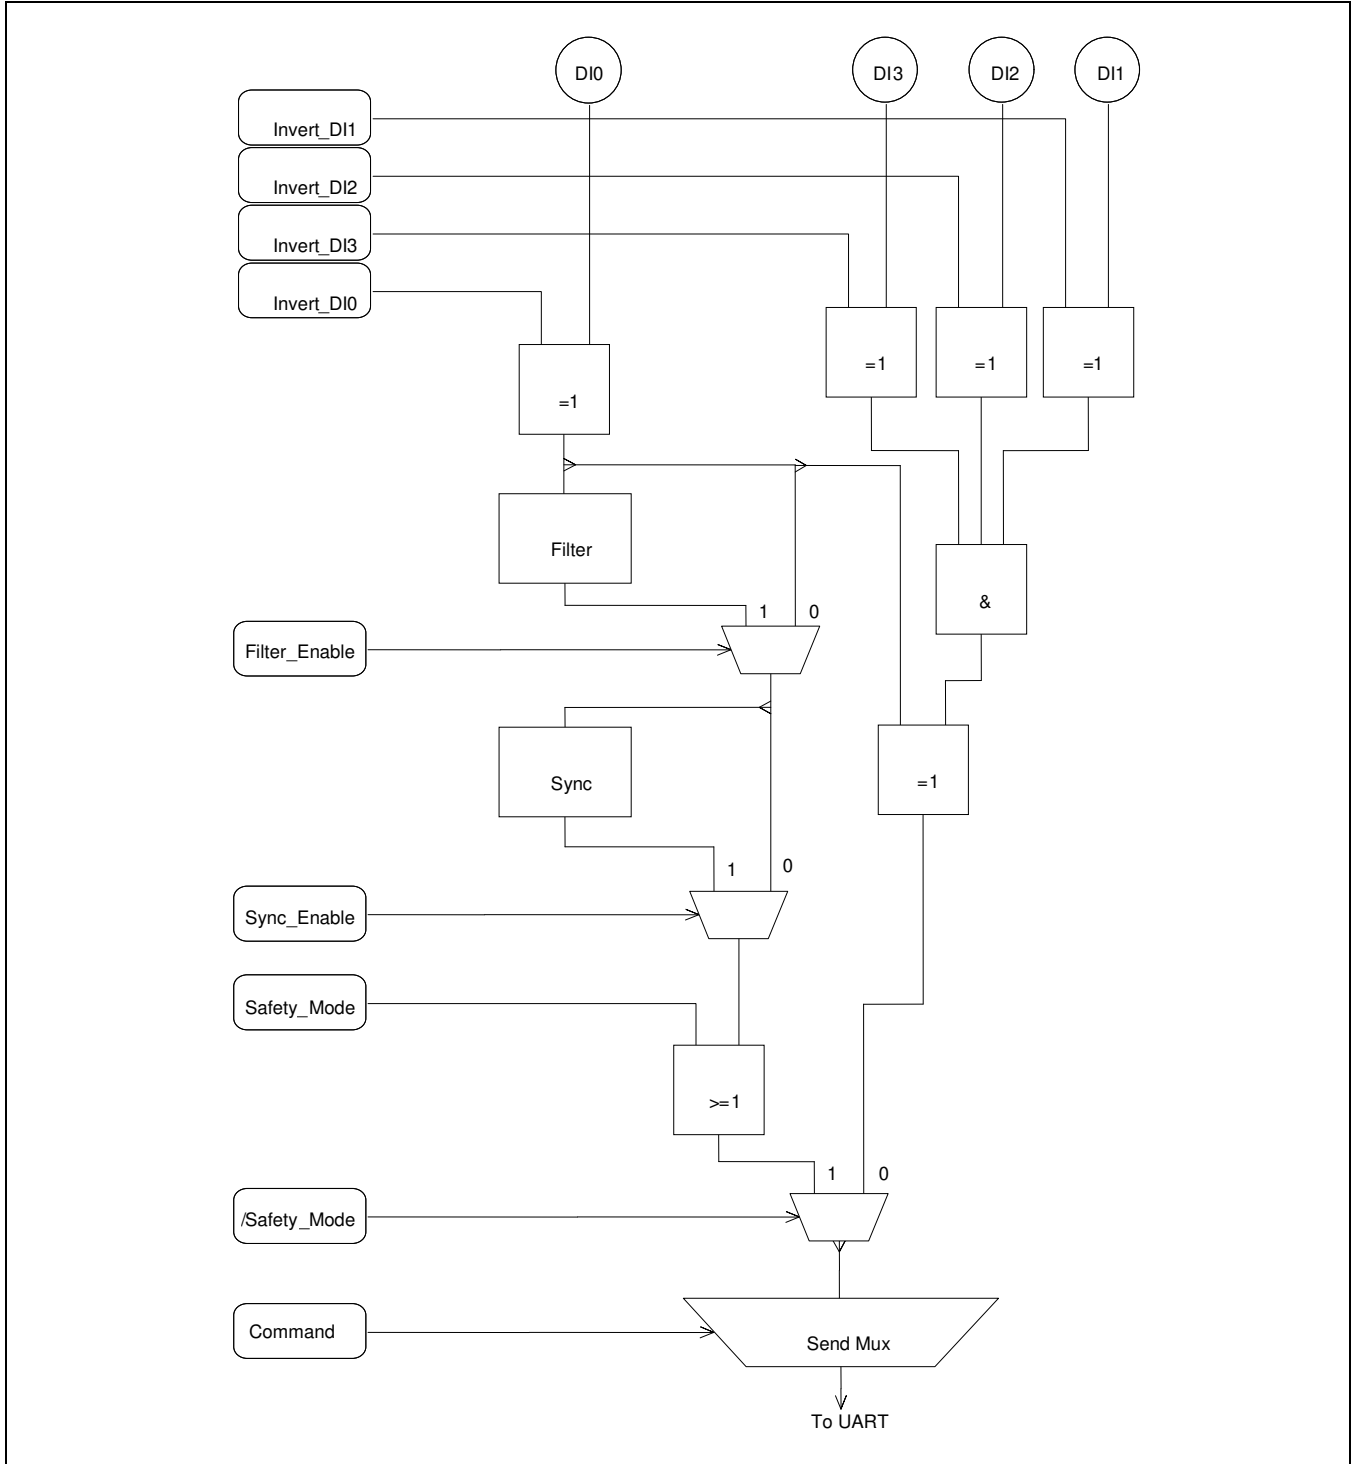 DI0
DI3
DI2
DI1
Invert_DI1
Invert_DI2
Invert_DI3
Invert_DI0
=1
=1
=1
=1
Filter
&
1
0
Filter_Enable
Sync
=1
1
0
Sync_Enable
Safety_Mode
>=1
1
0
/Safety_Mode
Command
Send Mux
To UART